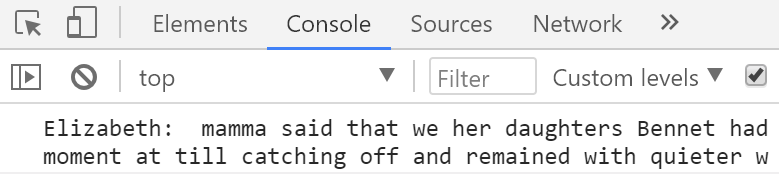 Elements Console Sources Network »
top Filter Custom levels
Elizabeth: mamma said that we her daughters Bennet had
moment at till catching off and remained with quieter w